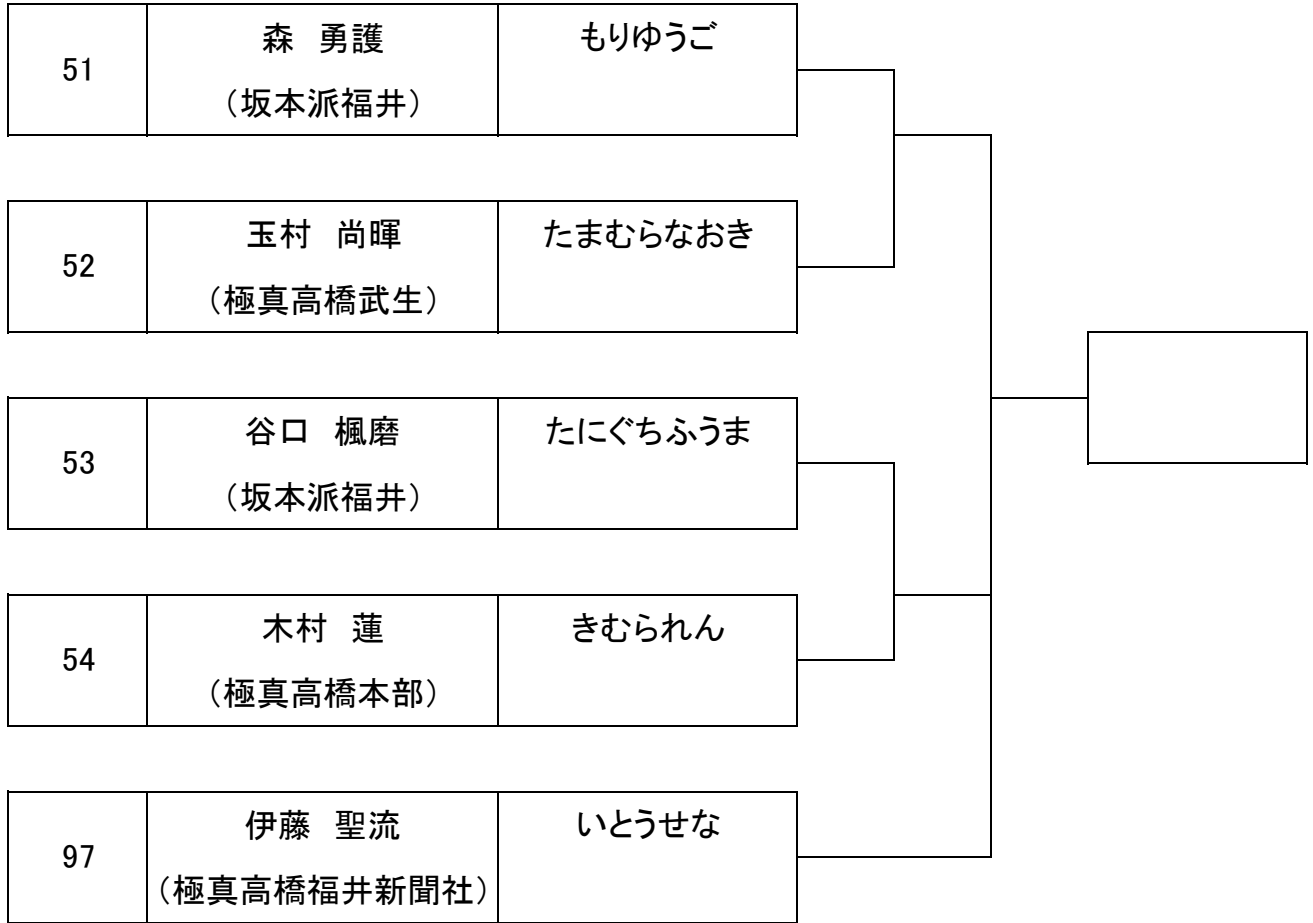 51
森　勇護
（坂本派福井）
もりゆうご
52
玉村　尚暉
（極真高橋武生）
たまむらなおき
53
谷口　楓磨
（坂本派福井）
たにぐちふうま
54
木村　蓮
（極真高橋本部）
きむられん
97
伊藤　聖流
（極真高橋福井新聞社）
いとうせな